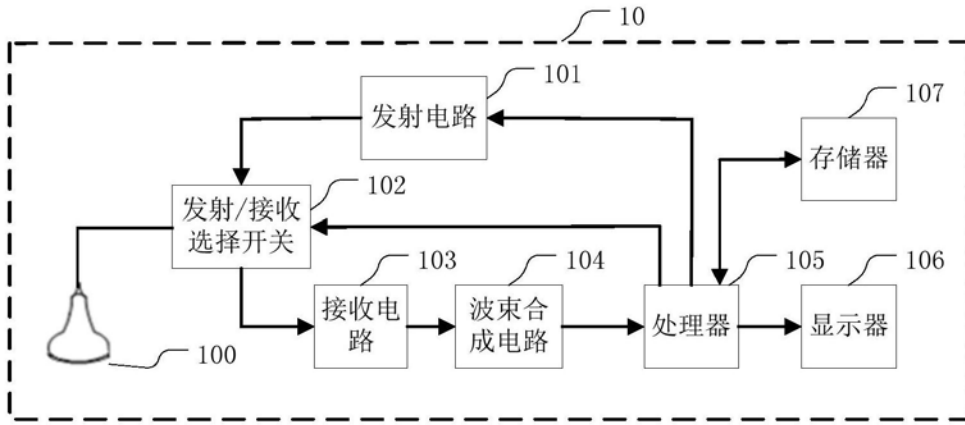 10
101
发射电路
107
存储器
102
发射/接收
选择开关
103
接收电
路
104
波束合
成电路
105
处理器
106
显示器
100